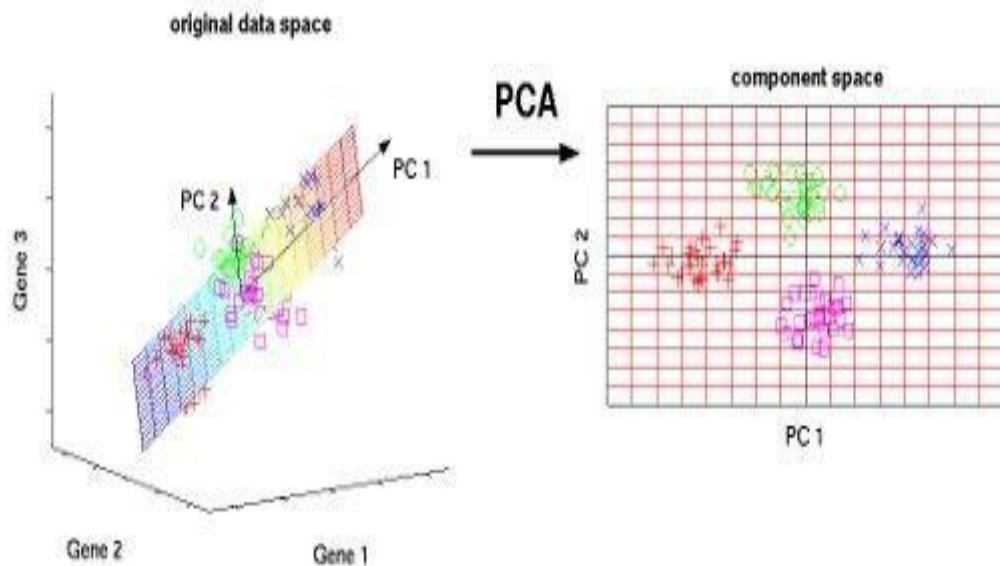 original data space
PCA
component space
PC 1
PC 2
Gene 3
PC 2
PC 1
Gene 2
Gene 1